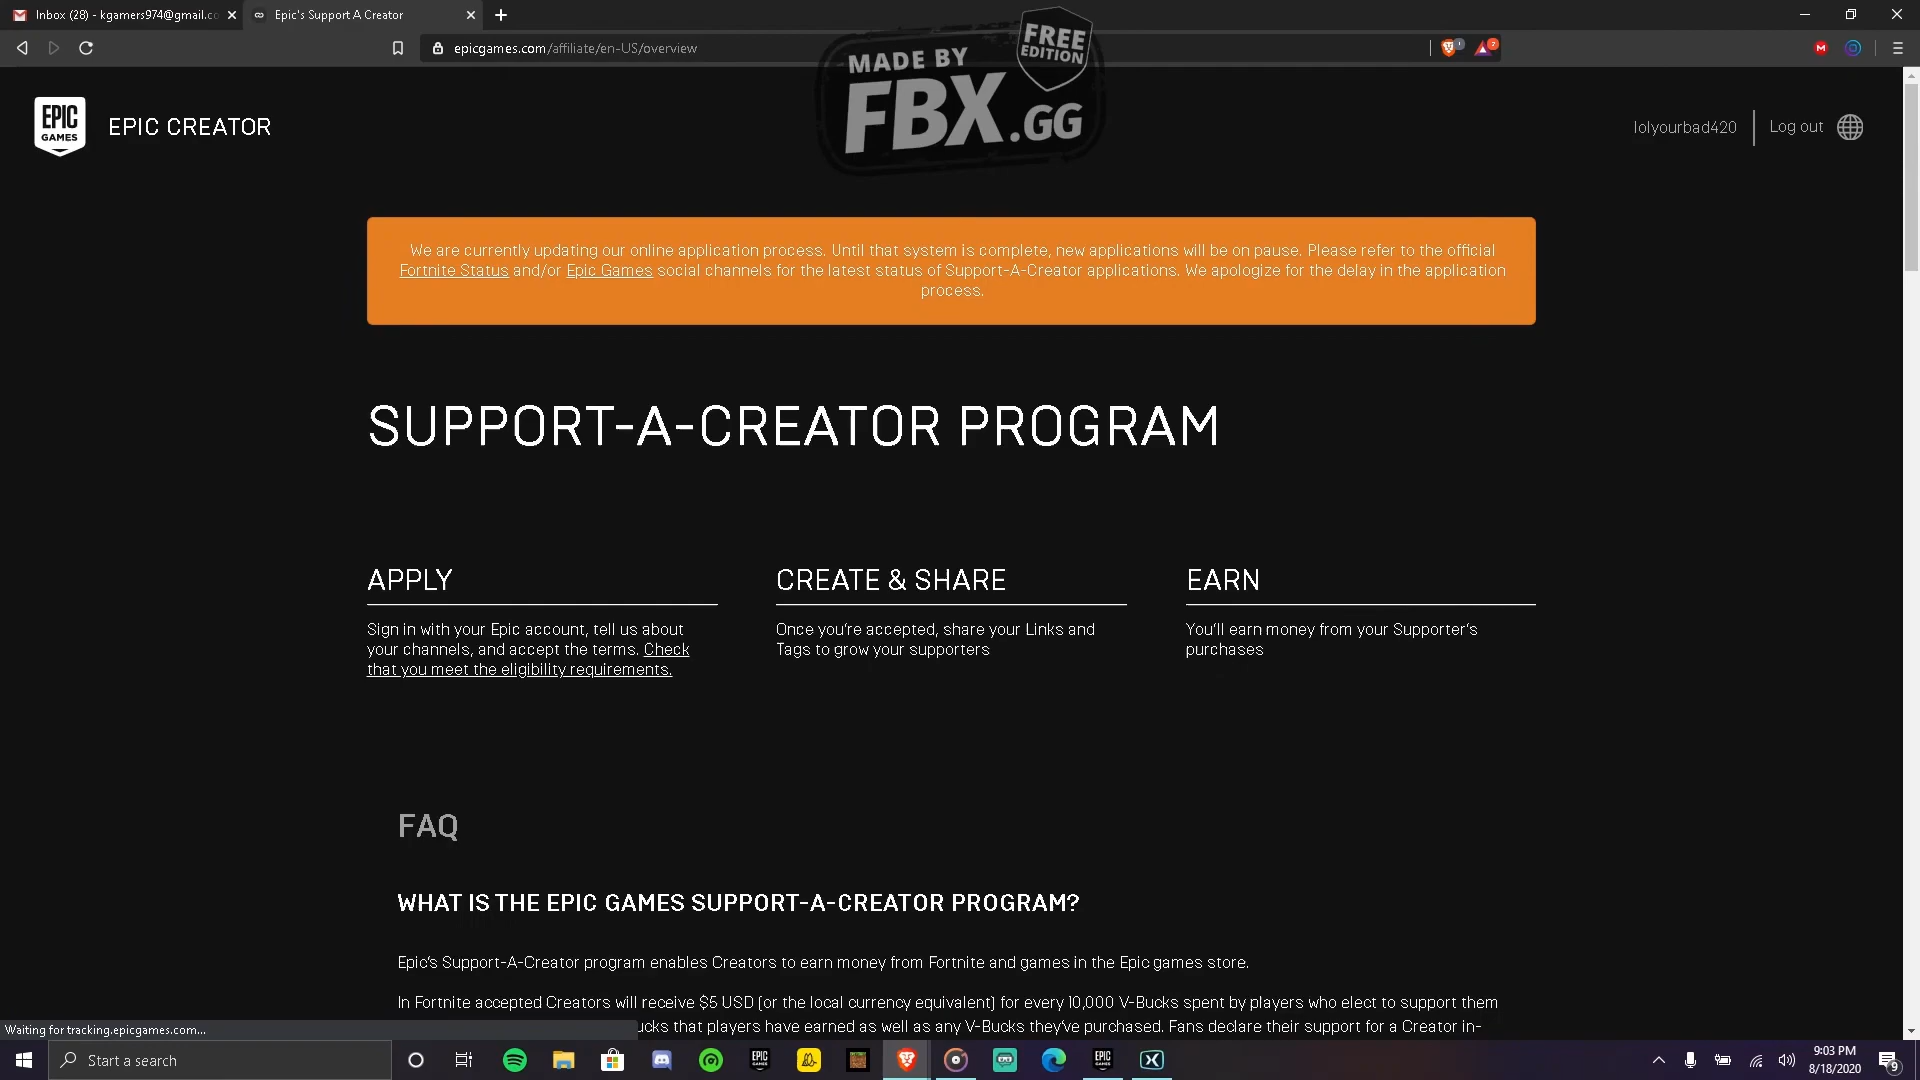 Inbox (28) - kgamers974@gmail.co
Epic's Support A Creator
epicgames.com/affiliate/en-US/overview
MADE BY
FBX.GG
FREE
EDITION
EPIC
GAMES
EPIC CREATOR
lolyourbad420
Log out
We are currently updating our online application process. Until that system is complete, new applications will be on pause. Please refer to the official
Fortnite Status and/or Epic Games social channels for the latest status of Support-A-Creator applications. We apologize for the delay in the application
process.
SUPPORT-A-CREATOR PROGRAM
APPLY
Sign in with your Epic account, tell us about
your channels, and accept the terms. Check
that you meet the eligibility requirements.
CREATE & SHARE
Once you're accepted, share your Links and
Tags to grow your supporters
EARN
You'll earn money from your Supporter's
purchases
FAQ
WHAT IS THE EPIC GAMES SUPPORT-A-CREATOR PROGRAM?
Epic's Support-A-Creator program enables Creators to earn money from Fortnite and games in the Epic games store.
In Fortnite accepted Creators will receive $5 USD (or the local currency equivalent) for every 10,000 V-Bucks spent by players who elect to support them
ucks that players have earned as well as any V-Bucks they've purchased. Fans declare their support for a Creator in-
Waiting for tracking.epicgames.com...
Start a search
9:03 PM
8/18/2020
9